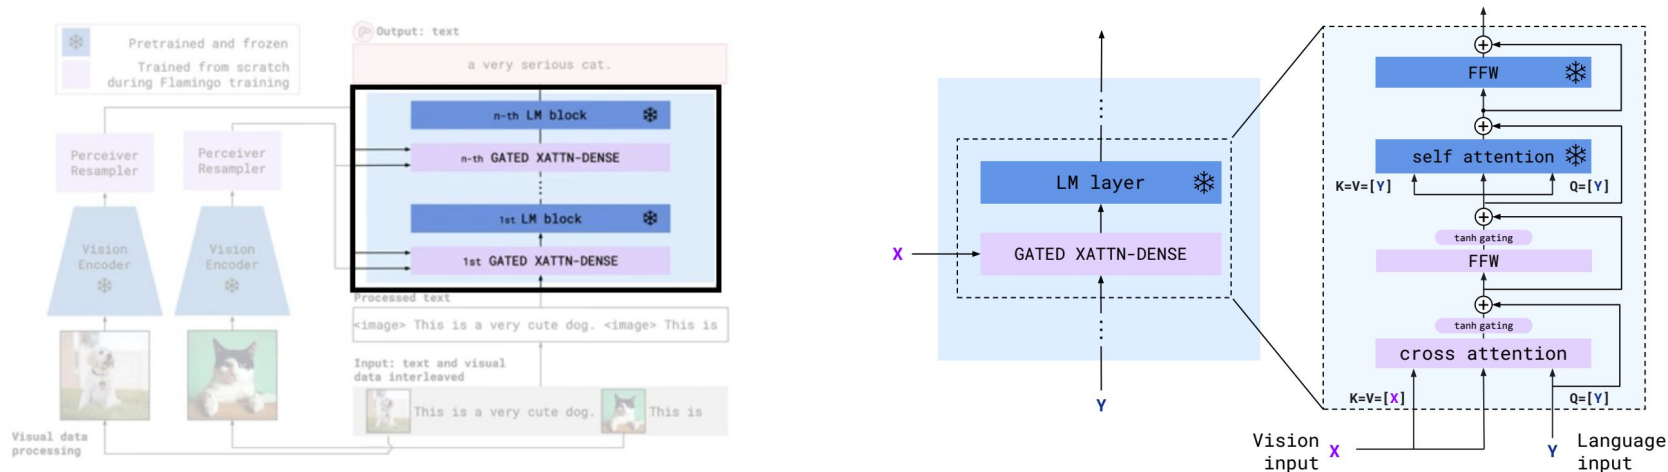 Pretrained and frozen
Trained from scratch
during Flamingo training
Output: text
a very serious cat.
n-th LM block
n-th GATED XATTN-DENSE
1st LM block
1st GATED XATTN-DENSE
Perceiver
Resampler
Perceiver
Resampler
Vision
Encoder
Vision
Encoder
Processed text
<image> This is a very cute dog. <image> This is
Input: text and visual
data interleaved
This is a very cute dog.
This is
Visual data
processing
LM layer
X
GATED XATTN-DENSE
Y
FFW
self attention
K=V=[Y]
Q=[Y]
tanh gating
FFW
tanh gating
cross attention
K=V=[X]
Q=[Y]
Vision
input
X
Y
Language
input